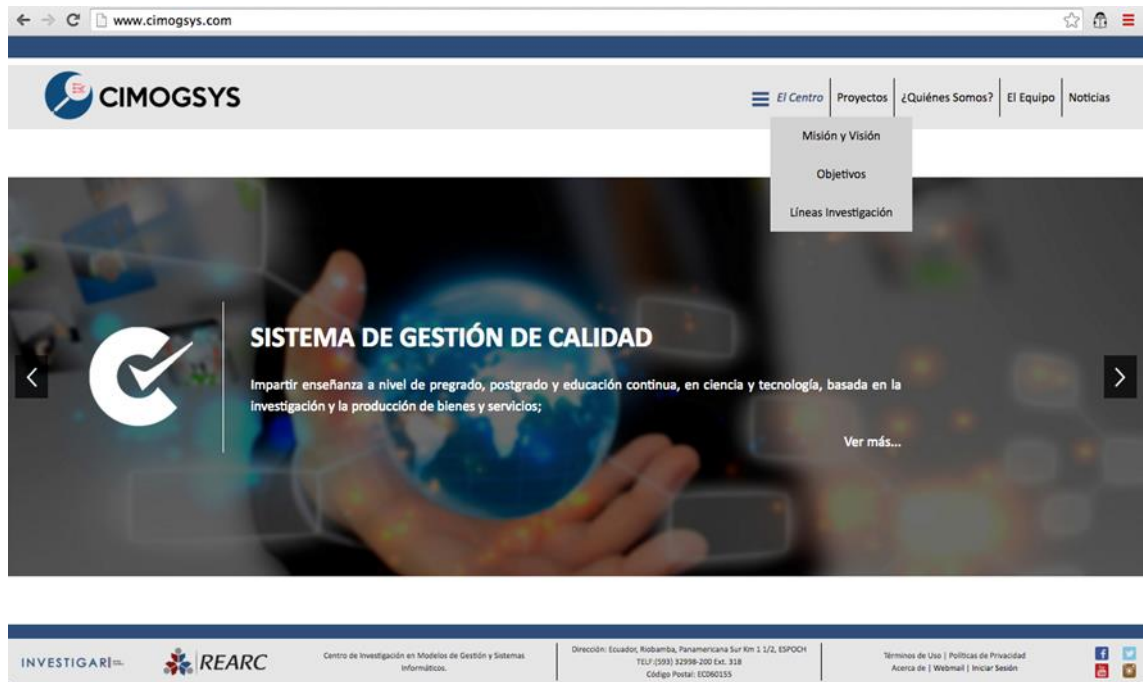 www.cimogsys.com
CIMOGSYS
El Centro
Proyectos
¿Quiénes Somos?
El Equipo
Noticias
Misión y Visión
Objetivos
Líneas Investigación
SISTEMA DE GESTIÓN DE CALIDAD
Impartir enseñanza a nivel de pregrado, postgrado y educación continua, en ciencia y tecnología, basada en la
investigación y la producción de bienes y servicios;
Ver más...
INVESTIGAR
REARC
Centro de Investigación en Modelos de Gestión y Sistemas
Informáticos.
Dirección: Ecuador, Riobamba, Panamericana Sur Km 1 1/2, ESPOCH
TELF:(593) 32998-200 Ext. 318
Código Postal: EC060155
Términos de Uso | Políticas de Privacidad
Acerca de | Webmail | Iniciar Sesión